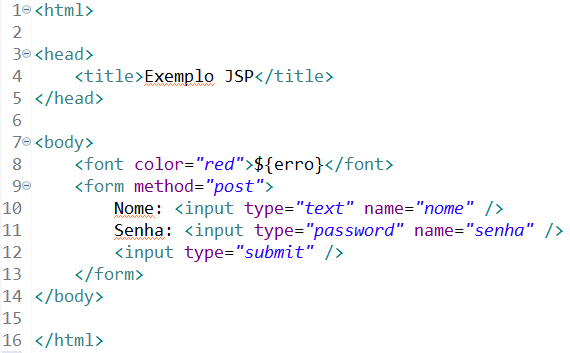 1 <html>
2
3 <head>
4     <title>Exemplo JSP</title>
5 </head>
6
7 <body>
8     <font color="red">${erro}</font>
9     <form method="post">
10         Nome: <input type="text" name="nome" />
11         Senha: <input type="password" name="senha" />
12         <input type="submit" />
13     </form>
14 </body>
15
16 </html>